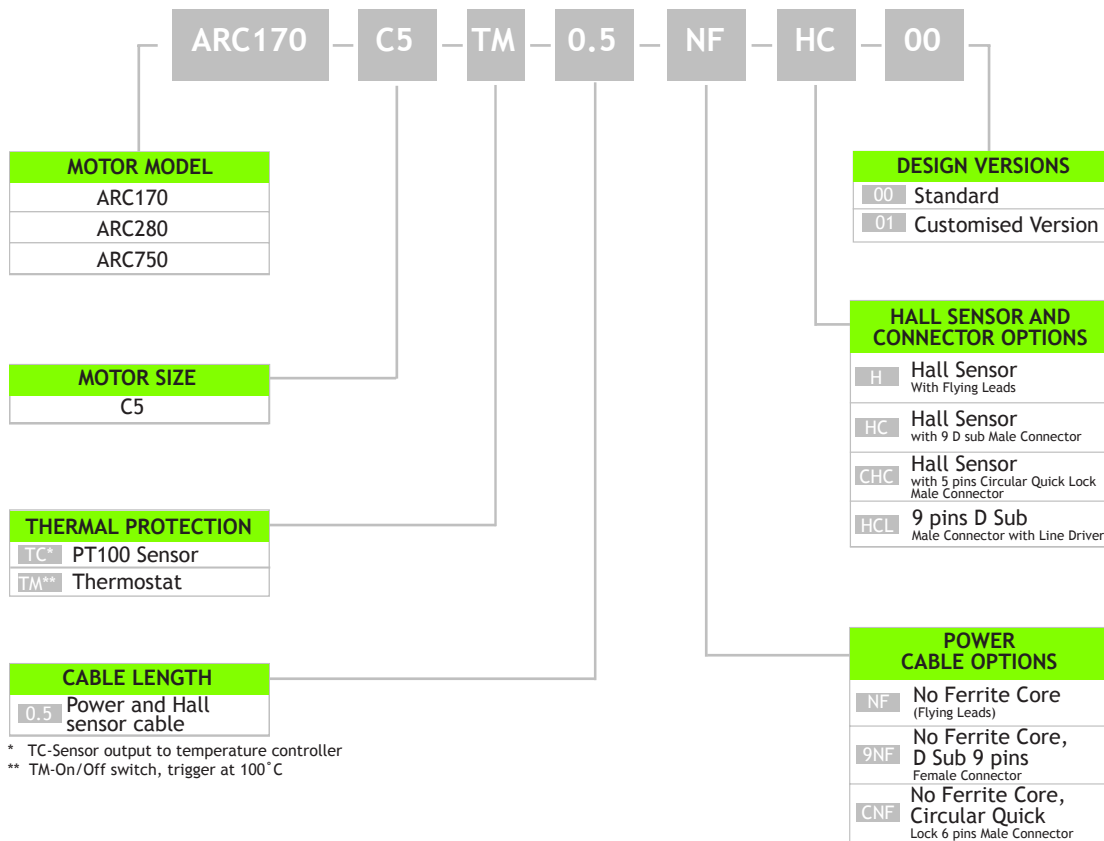 ARC170 C5 TM 0.5 NF HC 00
MOTOR MODEL
ARC170
ARC280
ARC750
MOTOR SIZE
C5
THERMAL PROTECTION
TC* PT100 Sensor
TM** Thermostat
CABLE LENGTH
0.5 Power and Hall
sensor cable
* TC-Sensor output to temperature controller
** TM-On/Off switch, trigger at 100˚C
DESIGN VERSIONS
00 Standard
01 Customised Version
HALL SENSOR AND
CONNECTOR OPTIONS
H Hall Sensor
With Flying Leads
HC Hall Sensor
with 9 D sub Male Connector
CHC Hall Sensor
with 5 pins Circular Quick Lock
Male Connector
HCL 9 pins D Sub
Male Connector with Line Driver
POWER
CABLE OPTIONS
NF No Ferrite Core
(Flying Leads)
9NF No Ferrite Core,
D Sub 9 pins
Female Connector
CNF No Ferrite Core,
Circular Quick
Lock 6 pins Male Connector